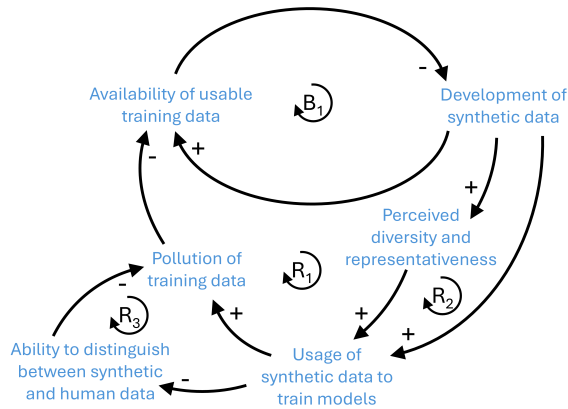 -
Availability of usable
training data
B1
Development of
synthetic data
-
+
+
Perceived
diversity and
representativeness
Pollution of
training data
R1
R2
-
R3
+
+
+
Ability to distinguish
between synthetic
and human data
-
Usage of
synthetic data to
train models